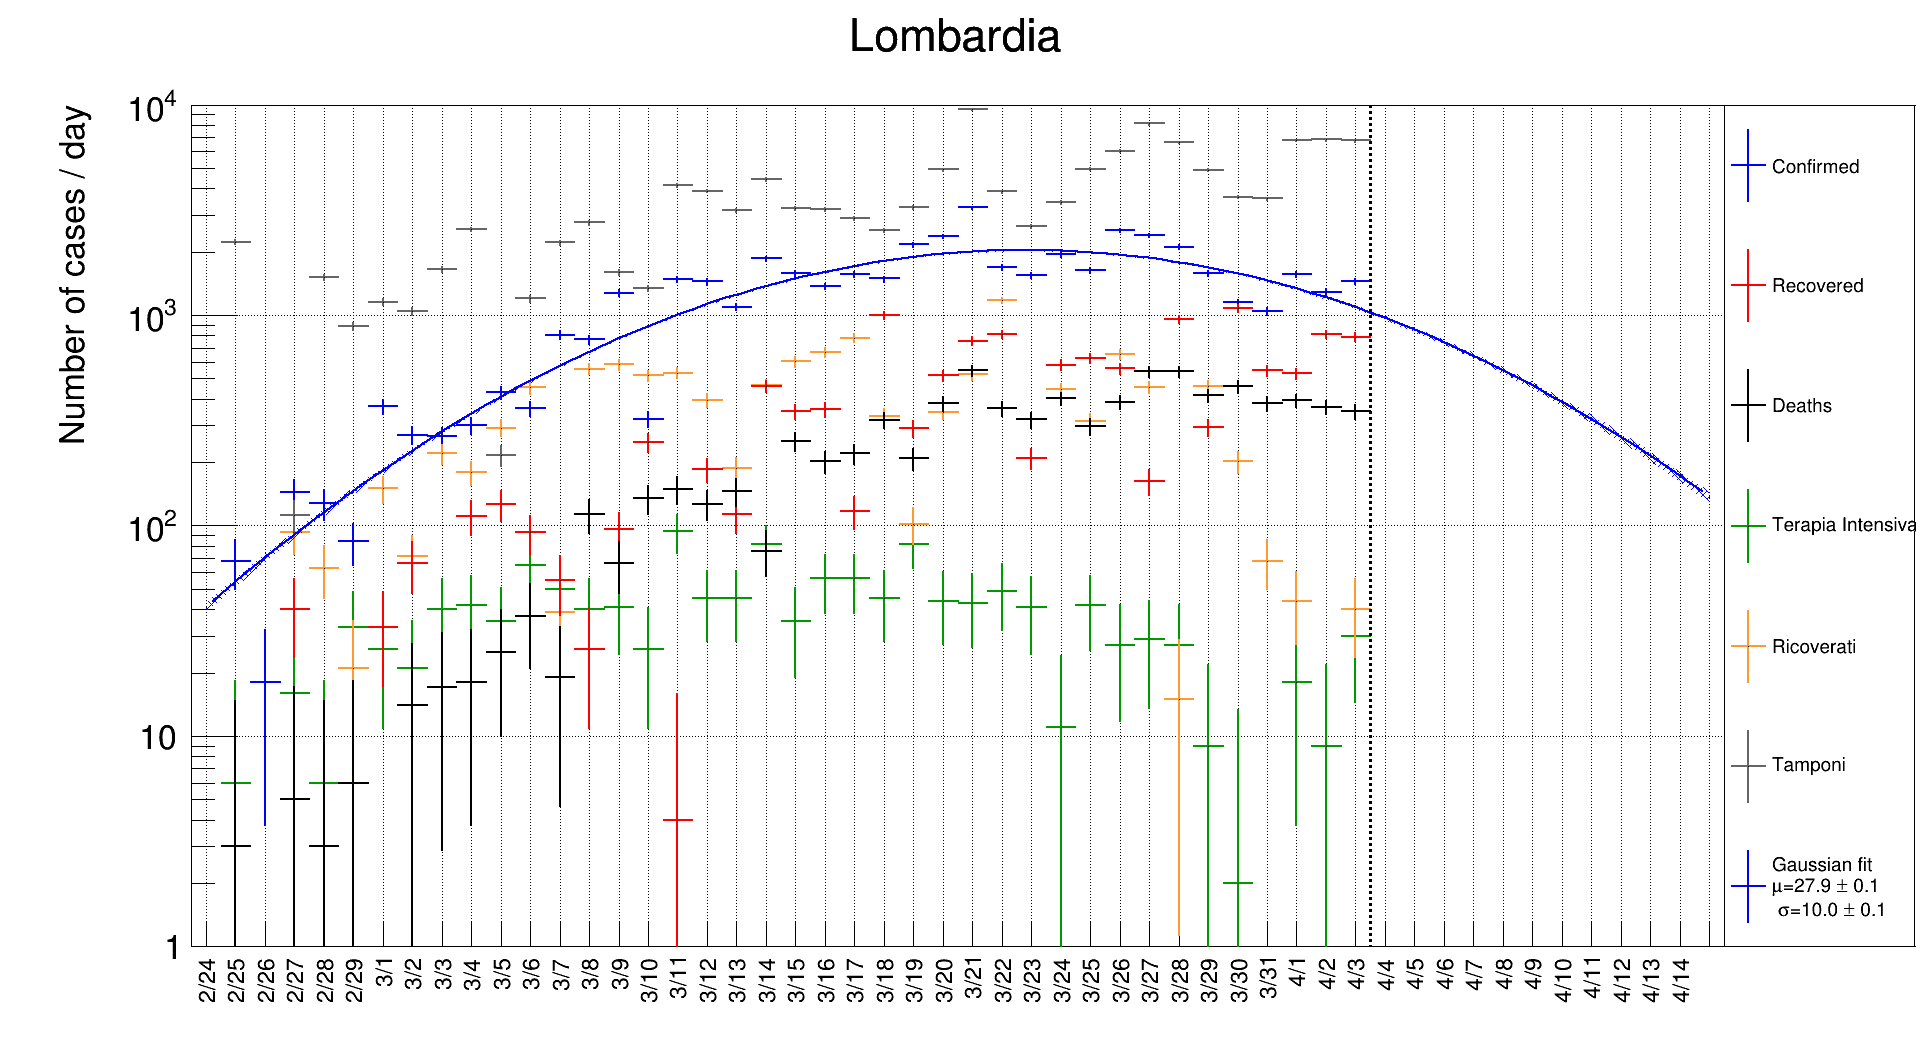 Lombardia
Number of cases / day
10⁴
10³
10²
10
1
2/24 2/25 2/26 2/27 2/28 2/29 3/1 3/2 3/3 3/4 3/5 3/6 3/7 3/8 3/9 3/10 3/11 3/12 3/13 3/14 3/15 3/16 3/17 3/18 3/19 3/20 3/21 3/22 3/23 3/24 3/25 3/26 3/27 3/28 3/29 3/30 3/31 4/1 4/2 4/3 4/4 4/5 4/6 4/7 4/8 4/9 4/10 4/11 4/12 4/13 4/14
Confirmed
Recovered
Deaths
Terapia Intensiva
Ricoverati
Tamponi
Gaussian fit
μ=27.9 ± 0.1
σ=10.0 ± 0.1